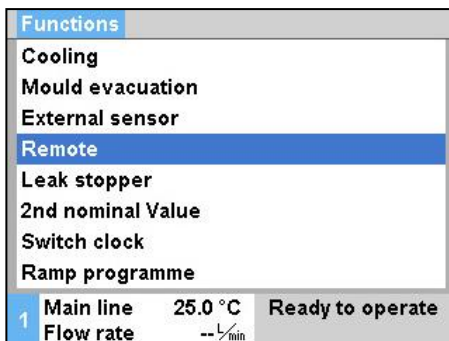 Functions
Cooling
Mould evacuation
External sensor
Remote
Leak stopper
2nd nominal Value
Switch clock
Ramp programme
1 Main line 25.0 °C Ready to operate
Flow rate -- L/min